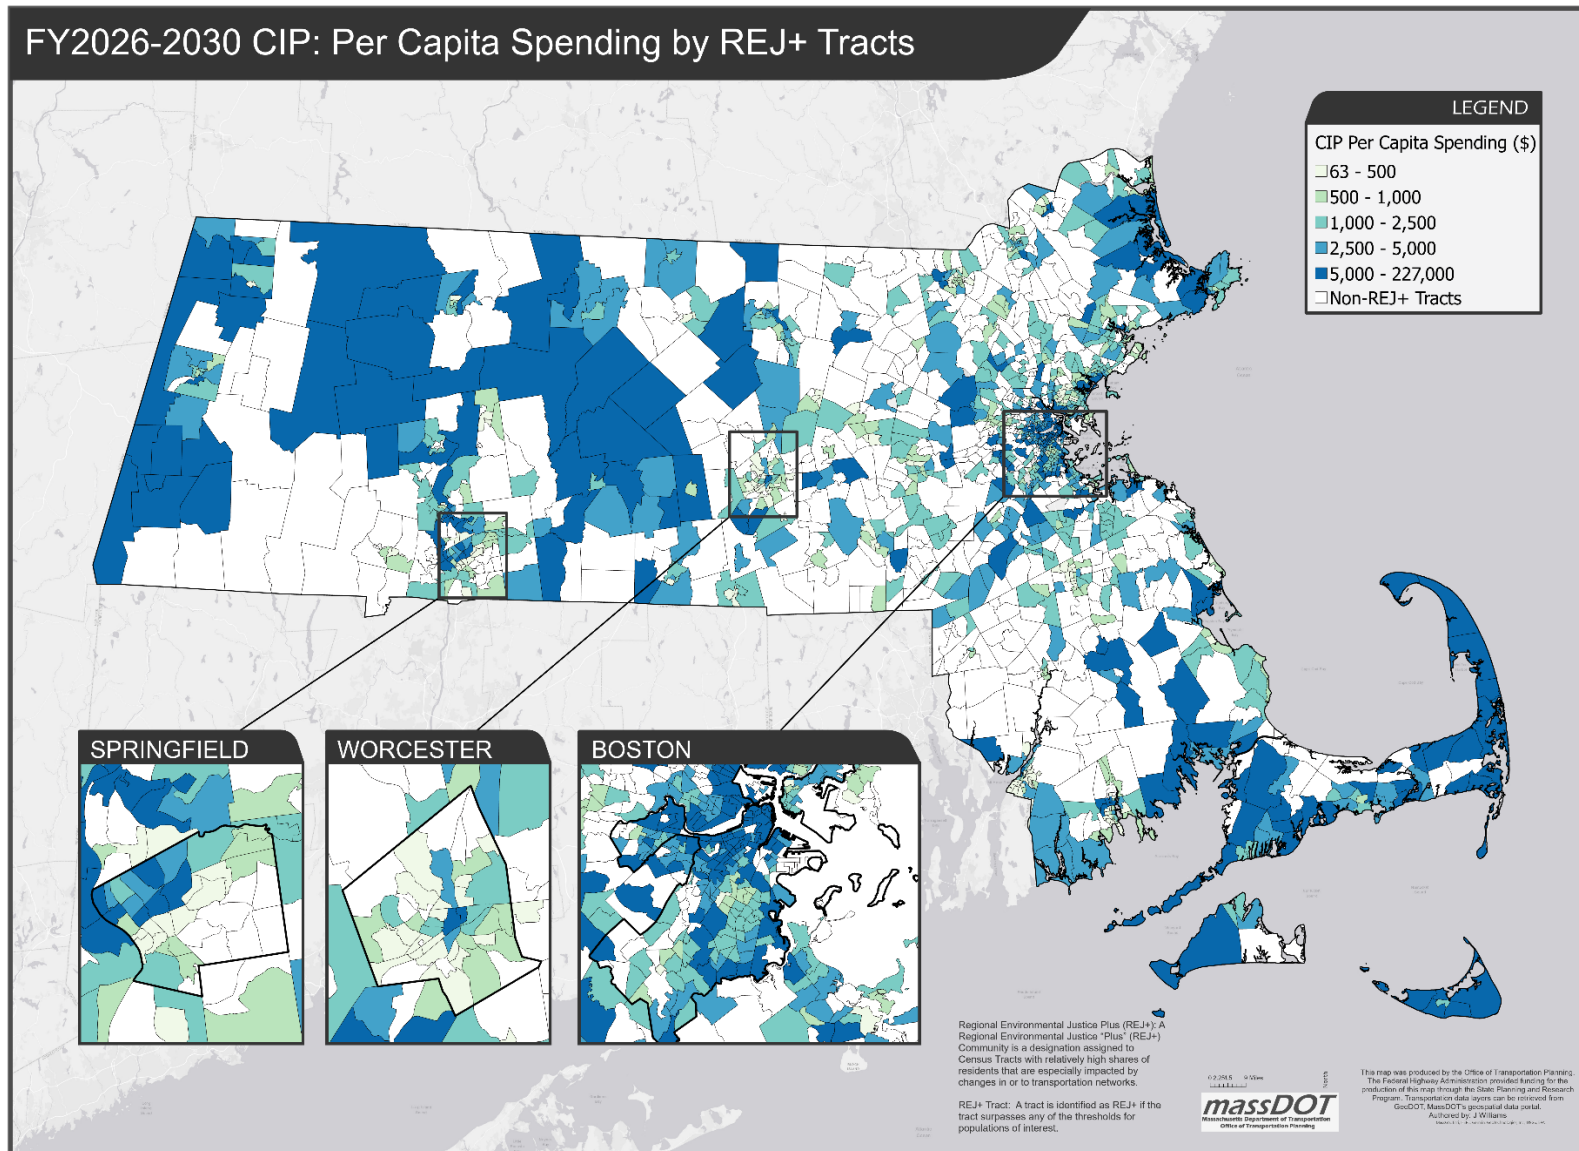 FY2026-2030 CIP: Per Capita Spending by REJ+ Tracts
LEGEND
CIP Per Capita Spending ($)
63 - 500
500 - 1,000
1,000 - 2,500
2,500 - 5,000
5,000 - 227,000
Non-REJ+ Tracts
SPRINGFIELD
WORCESTER
BOSTON
Regional Environmental Justice Plus (REJ+): A
Regional Environmental Justice "Plus" (REJ+)
Community is a designation assigned to
Census Tracts with relatively high shares of
residents that are especially impacted by
changes in or to transportation networks.
REJ+ Tract: A tract is identified as REJ+ if the
tract surpasses any of the thresholds for
populations of interest.
9 Miles
North
massDOT
Massachusetts Department of Transportation
Office of Transportation Planning
This map was produced by the Office of Transportation Planning.
The Federal Highway Administration provided funding for the
production of this map through the State Planning and Research
Program. Transportation data layers can be retrieved from
GeoDOT, MassDOT's geospatial data portal.
Authored by: J Williams